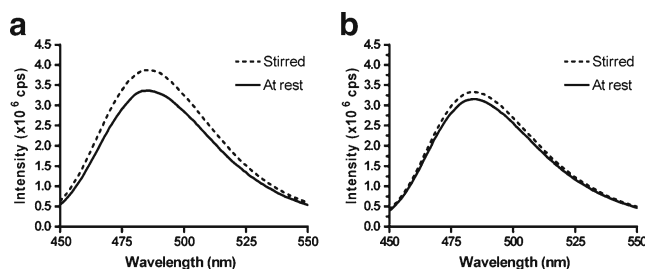 a
4.5
4.0
3.5
3.0
2.5
2.0
1.5
1.0
0.5
0.0
Intensity (x10⁶ cps)
450 475 500 525 550
Wavelength (nm)
Stirred
At rest
b
4.5
4.0
3.5
3.0
2.5
2.0
1.5
1.0
0.5
0.0
Intensity (x10⁶ cps)
450 475 500 525 550
Wavelength (nm)
Stirred
At rest